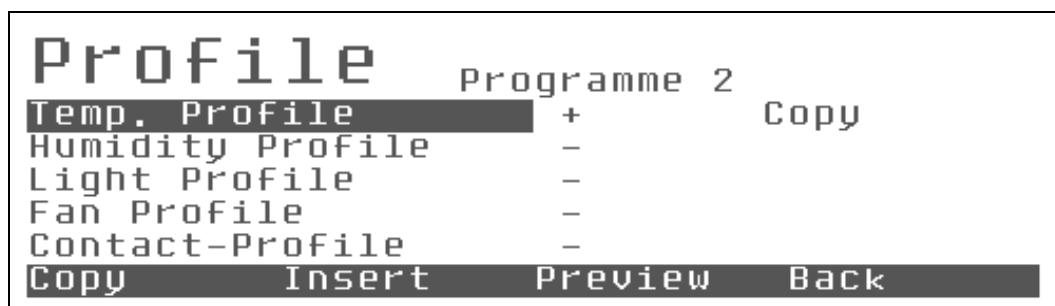 Profile Programme 2
Temp. Profile + Copy
Humidity Profile -
Light Profile -
Fan Profile -
Contact-Profile -
Copy Insert Preview Back